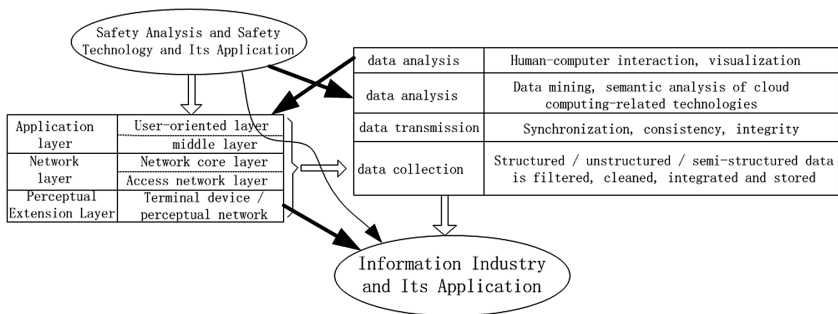 Safety Analysis and Safety
Technology and Its Application
Application
layer
User-oriented layer
middle layer
Network
layer
Network core layer
Access network layer
Perceptual
Extension Layer
Terminal device /
perceptual network
data analysis
Human-computer interaction, visualization
data analysis
Data mining, semantic analysis of cloud
computing-related technologies
data transmission
Synchronization, consistency, integrity
data collection
Structured / unstructured / semi-structured data
is filtered, cleaned, integrated and stored
Information Industry
and Its Application